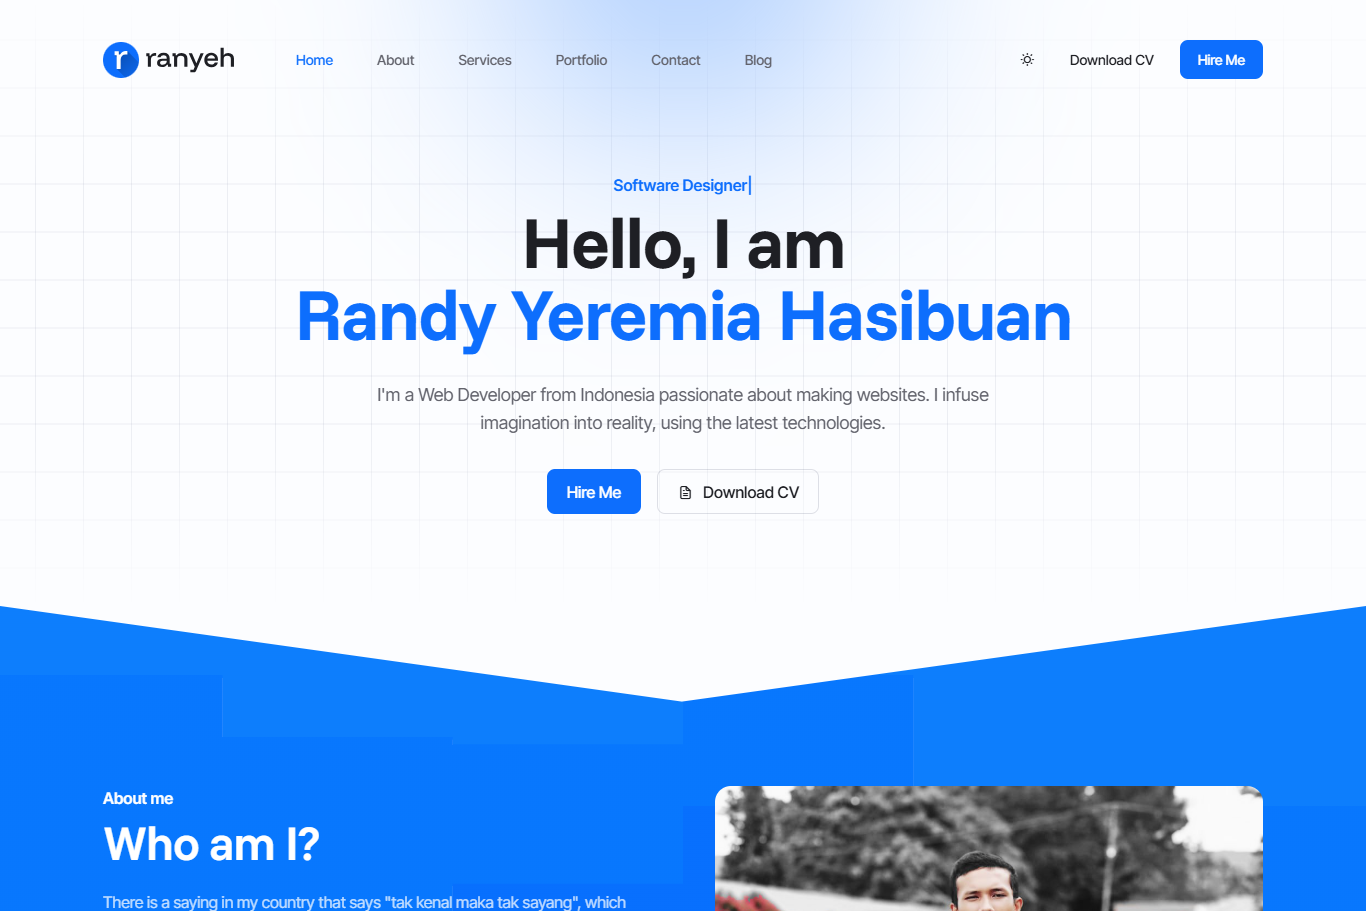 ranyeh
Home
About
Services
Portfolio
Contact
Blog
Download CV
Hire Me
Software Designer|
Hello, I am
Randy Yeremia Hasibuan
I'm a Web Developer from Indonesia passionate about making websites. I infuse
imagination into reality, using the latest technologies.
Hire Me
Download CV
About me
Who am I?
There is a saying in my country that says "tak kenal maka tak sayang", which